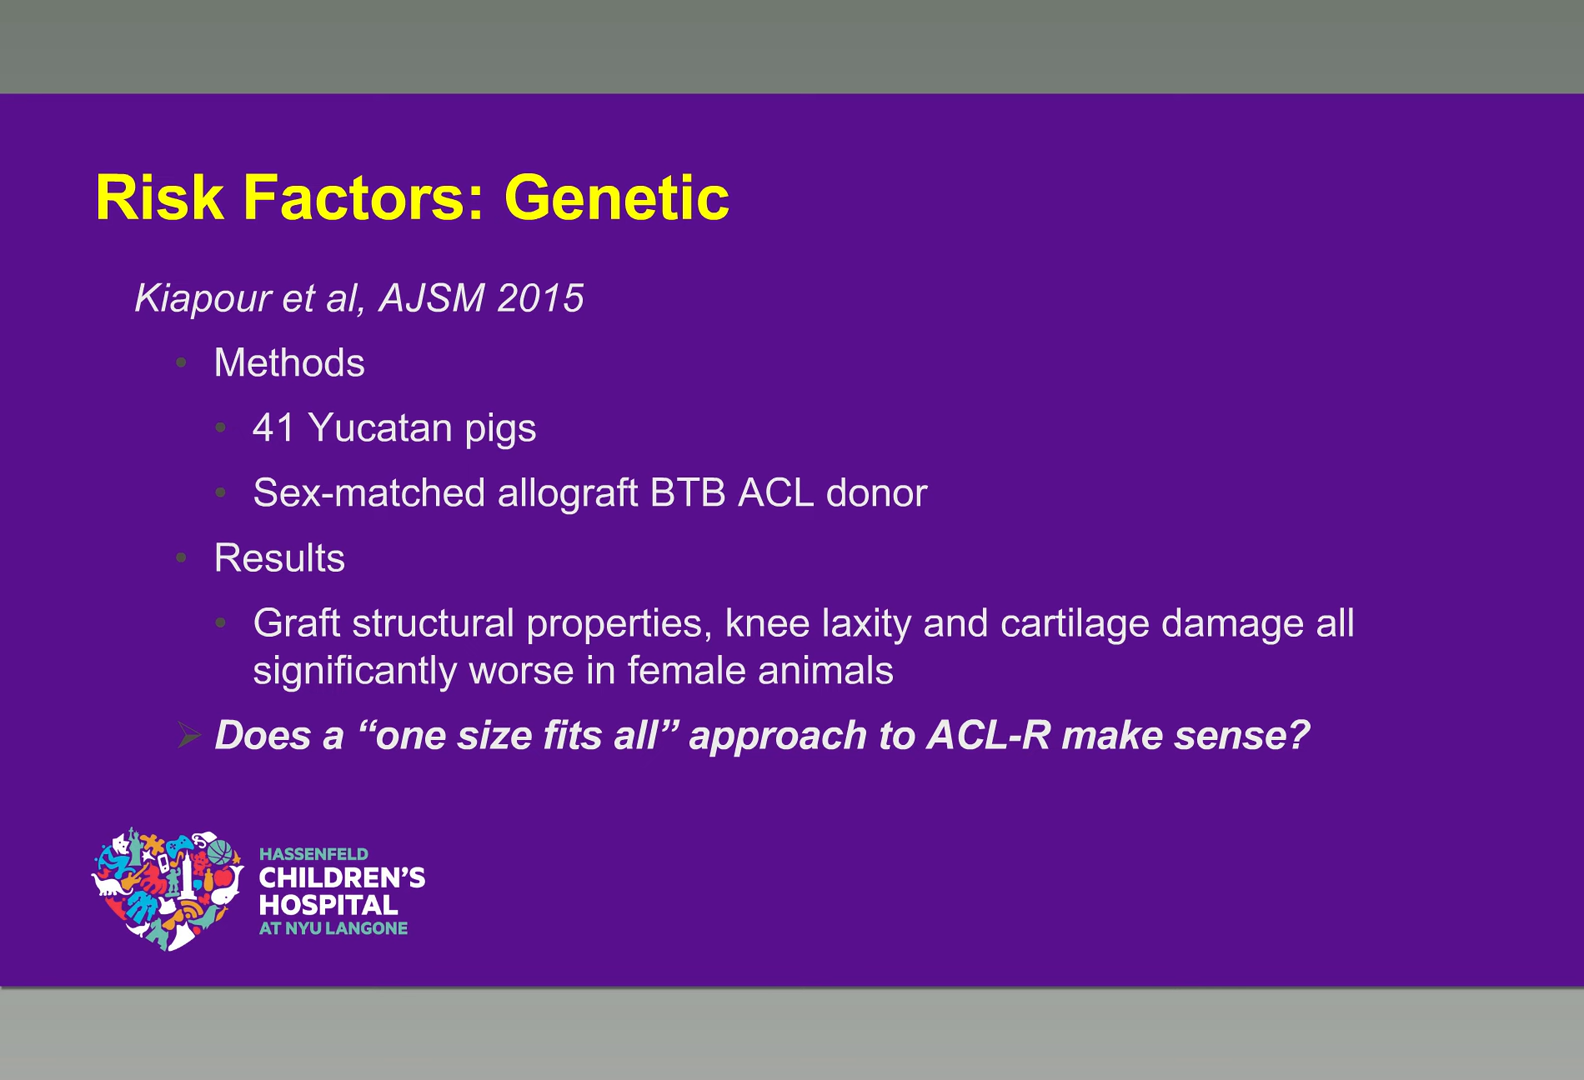 Risk Factors: Genetic
Kiapour et al, AJSM 2015
• Methods
• 41 Yucatan pigs
• Sex-matched allograft BTB ACL donor
• Results
• Graft structural properties, knee laxity and cartilage damage all
significantly worse in female animals
➢ Does a “one size fits all” approach to ACL-R make sense?
HASSENFELD
CHILDREN’S
HOSPITAL
AT NYU LANGONE